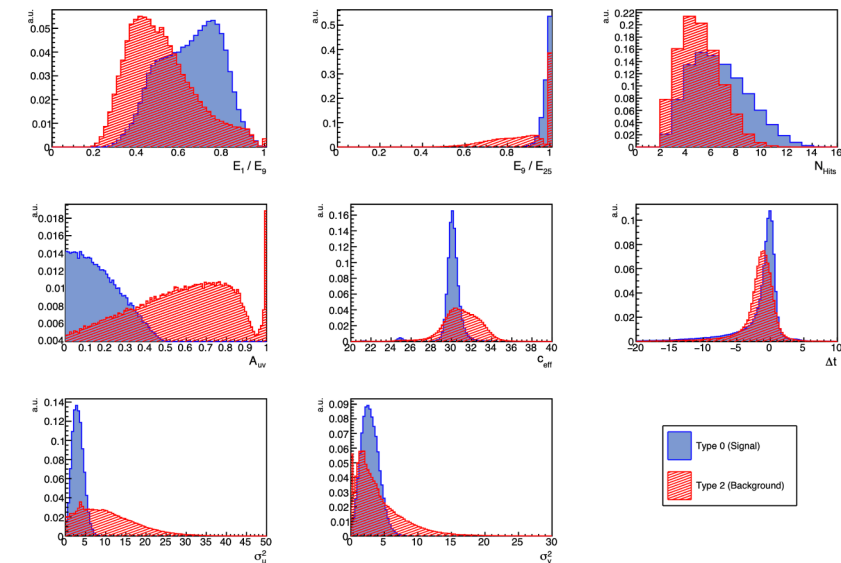 a.u.
0.05
0.04
0.03
0.02
0.01
0
0 0.2 0.4 0.6 0.8 1
E1 / E9
a.u.
0.5
0.4
0.3
0.2
0.1
0
0 0.2 0.4 0.6 0.8 1
E9 / E25
a.u.
0.22
0.2
0.18
0.16
0.14
0.12
0.1
0.08
0.06
0.04
0.02
0
0 2 4 6 8 10 12 14 16
NHits
a.u.
0.018
0.016
0.014
0.012
0.01
0.008
0.006
0.004
0 0.1 0.2 0.3 0.4 0.5 0.6 0.7 0.8 0.9 1
Auv
a.u.
0.16
0.14
0.12
0.1
0.08
0.06
0.04
0.02
0
20 22 24 26 28 30 32 34 36 38 40
ceff
a.u.
0.1
0.08
0.06
0.04
0.02
0
−20 −15 −10 −5 0 5 10
Δt
a.u.
0.14
0.12
0.1
0.08
0.06
0.04
0.02
0
0 5 10 15 20 25 30 35 40 45 50
σ²u
a.u.
0.09
0.08
0.07
0.06
0.05
0.04
0.03
0.02
0.01
0
0 5 10 15 20 25 30
σ²v
Type 0 (Signal)
Type 2 (Background)